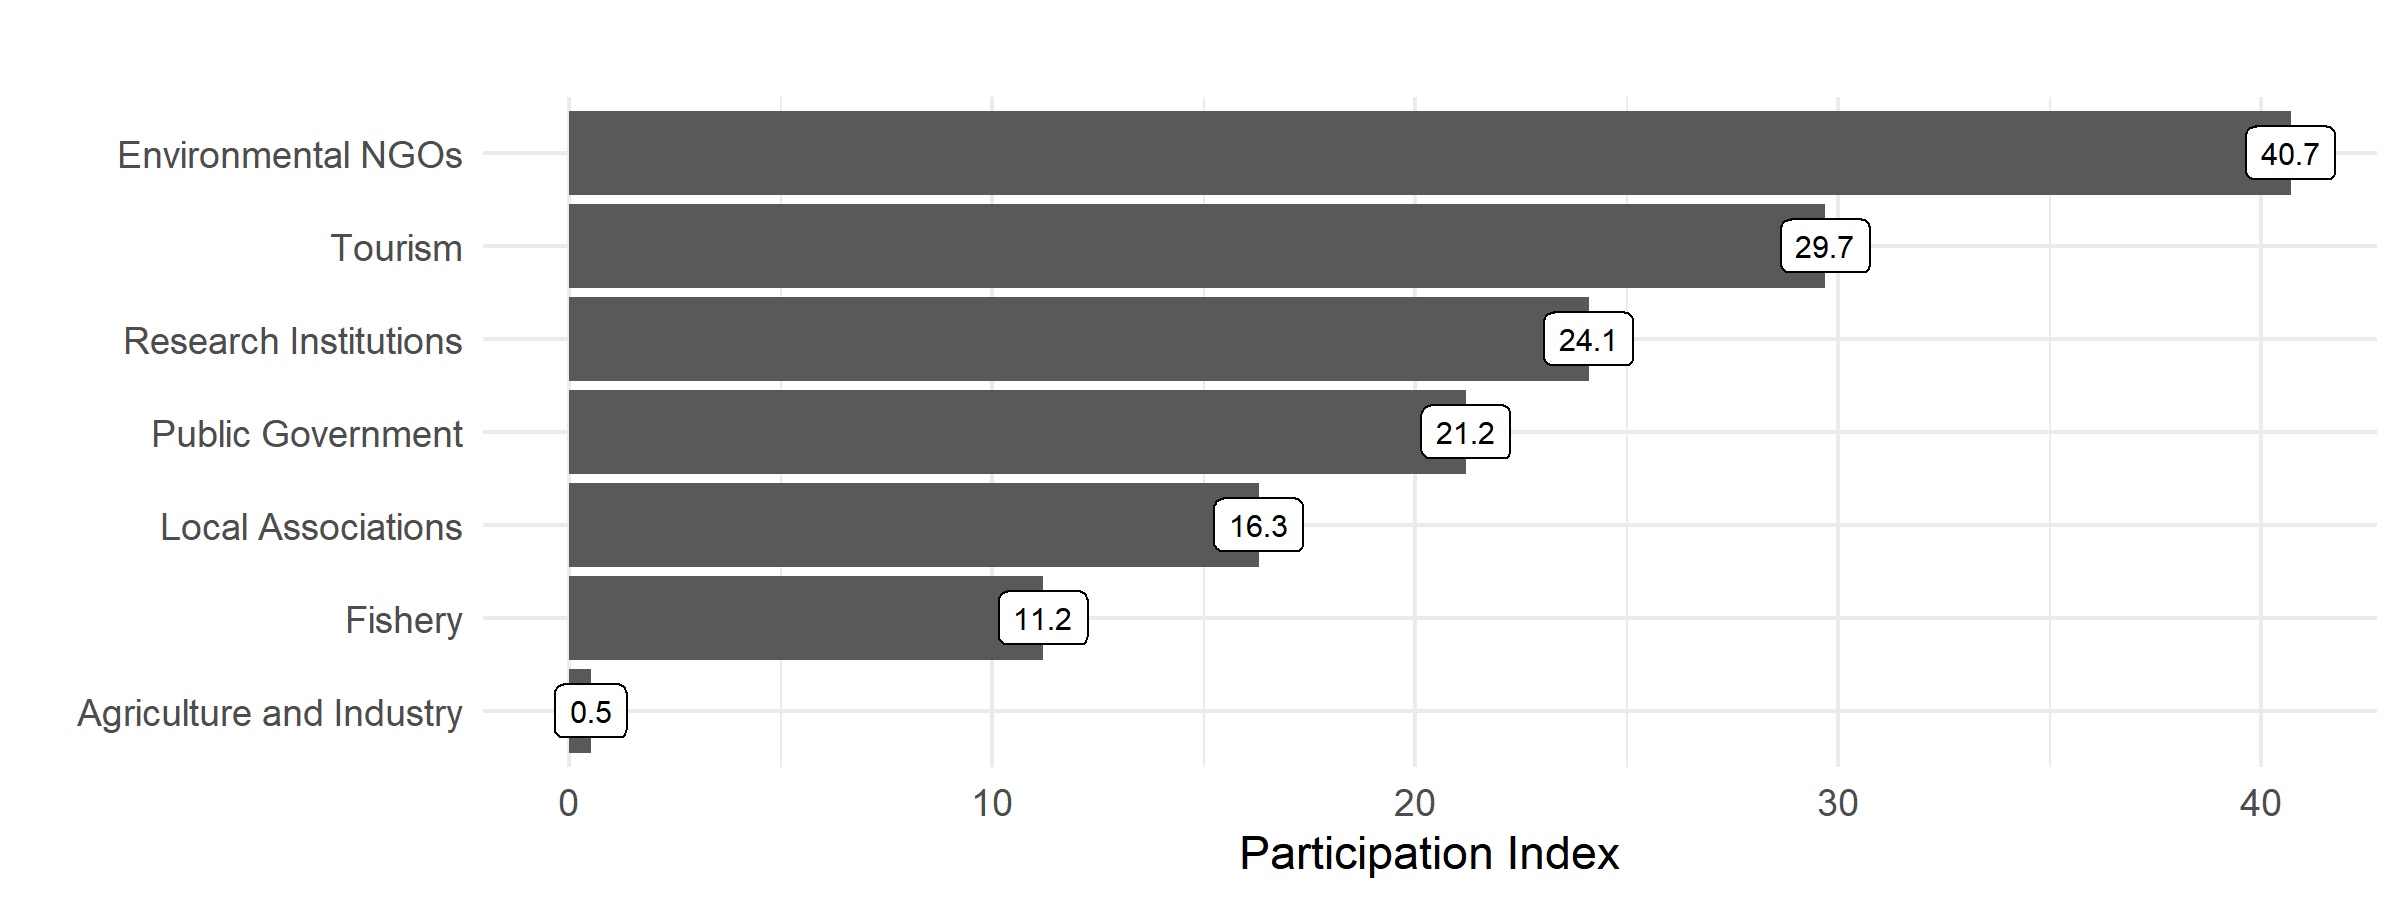 Environmental NGOs 40.7
Tourism 29.7
Research Institutions 24.1
Public Government 21.2
Local Associations 16.3
Fishery 11.2
Agriculture and Industry 0.5
0 10 20 30 40
Participation Index